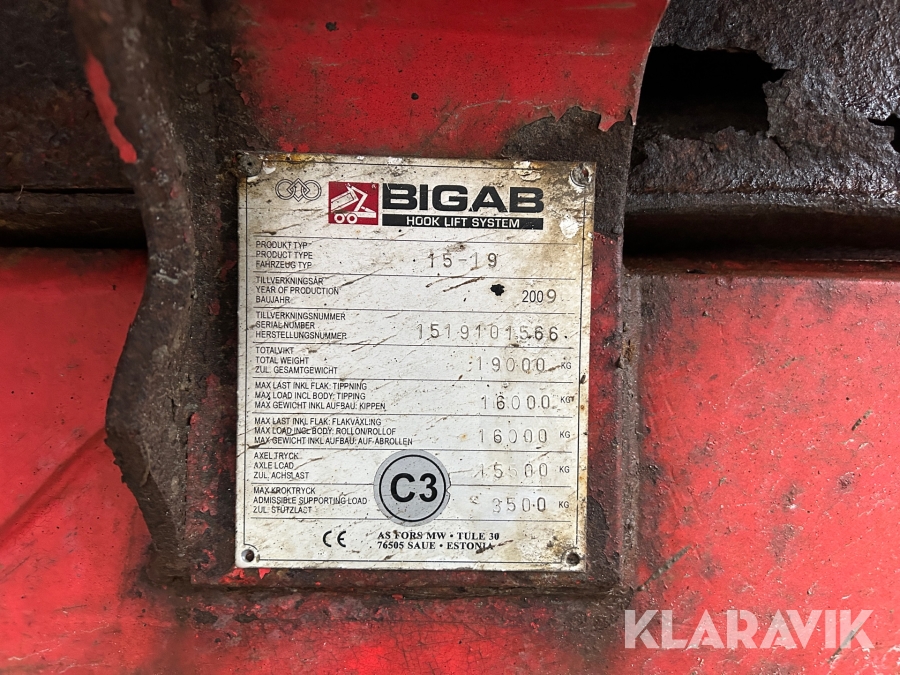 BIGAB
HOOK LIFT SYSTEM
PRODUKT TYP
PRODUCT TYPE
FAHRZEUG TYP
15-19
TILLVERKNINGSÅR
YEAR OF PRODUCTION
BAUJAHR
2009
TILLVERKNINGSNUMMER
SERIAL NUMBER
HERSTELLUNGSNUMMER
1519101566
TOTALVIKT
TOTAL WEIGHT
ZUL. GESAMTGEWICHT
19000 KG
MAX LAST INKL FLAK: TIPPNING
MAX LOAD INCL BODY: TIPPING
MAX GEWICHT INKL AUFBAU: KIPPEN
16000 KG
MAX LAST INKL. FLAK: FLAKVÄXLING
MAX LOAD INCL BODY: ROLLON/ROLLOF
MAX GEWICHT INKL AUFBAU: AUF-ABROLLEN
16000 KG
AXEL TRYCK
AXLE LOAD
ZUL. ACHSLAST
15500 KG
MAX KROKTRYCK
ADMISSIBLE SUPPORTING LOAD
ZUL. STÜTZLAST
3500 KG
C3
CE
AS FORS MW • TULE 30
76505 SAUE • ESTONIA
KLARAVIK